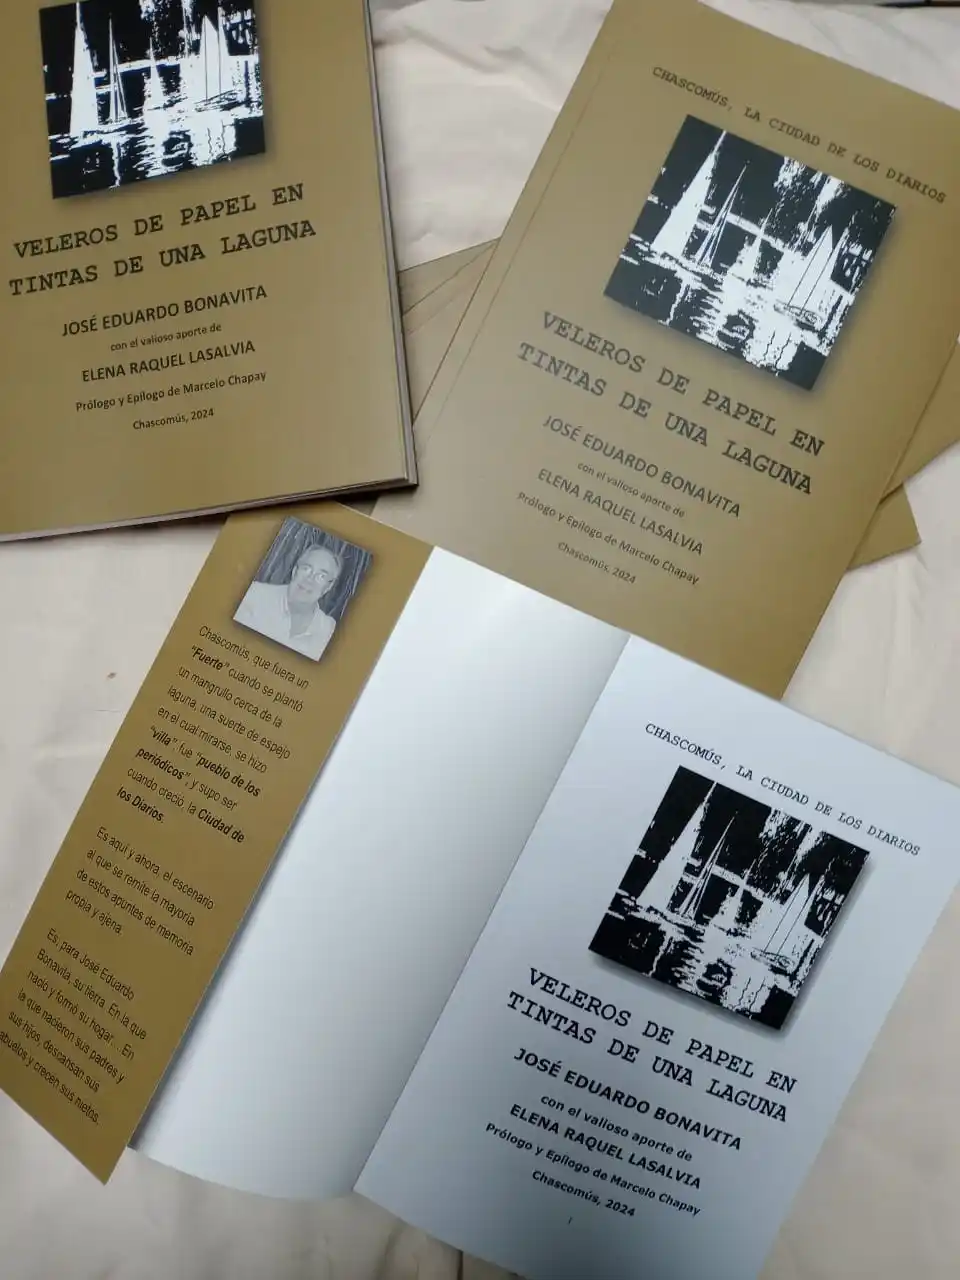 VELEROS DE PAPEL EN
TINTAS DE UNA LAGUNA
JOSÉ EDUARDO BONAVITA
con el valioso aporte de
ELENA RAQUEL LASALVIA
Prólogo y Epílogo de Marcelo Chapay
Chascomús, 2024
CHASCOMÚS, LA CIUDAD DE LOS DIARIOS
VELEROS DE PAPEL EN
TINTAS DE UNA LAGUNA
JOSÉ EDUARDO BONAVITA
con el valioso aporte de
ELENA RAQUEL LASALVIA
Prólogo y Epílogo de Marcelo Chapay
Chascomús, 2024
Chascomús, que fuera un
"Fuerte" cuando se plantó
un mangrullo cerca de la
laguna, una suerte de espejo
en el cual mirarse, se hizo
"villa", fue "pueblo de los
periódicos", y supo ser
cuando creció, la Ciudad de
los Diarios.
Es aquí y ahora, el escenario
al que se remite la mayoría
de estos apuntes de memoria
propia y ajena.
Es, para José Eduardo
Bonavita, su tierra. En la que
nació y formó su hogar... En
la que nacieron sus padres y
sus hijos, descansan sus
abuelos y crecen sus nietos.
CHASCOMÚS, LA CIUDAD DE LOS DIARIOS
VELEROS DE PAPEL EN
TINTAS DE UNA LAGUNA
JOSÉ EDUARDO BONAVITA
con el valioso aporte de
ELENA RAQUEL LASALVIA
Prólogo y Epílogo de Marcelo Chapay
Chascomús, 2024